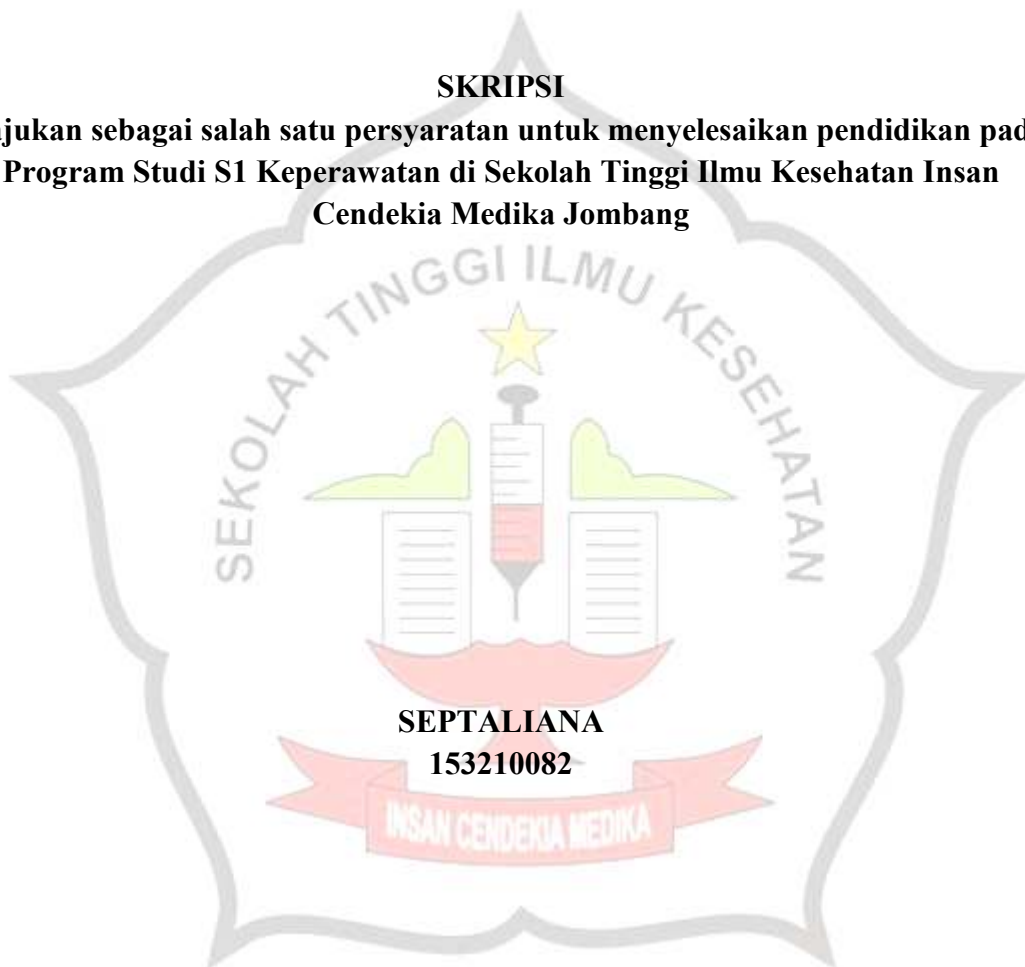 SKRIPSI
jukan sebagai salah satu persyaratan untuk menyelesaikan pendidikan pad
Program Studi S1 Keperawatan di Sekolah Tinggi Ilmu Kesehatan Insan
Cendekia Medika Jombang
SEKOLAH TINGGI ILMU KESEHATAN
SEPTALIANA
153210082
INSAN CENDEKIA MEDIKA